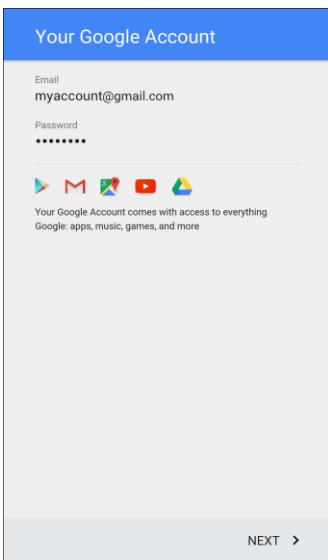 Your Google Account
Email
myaccount@gmail.com
Password
••••••••
Your Google Account comes with access to everything
Google: apps, music, games, and more
NEXT